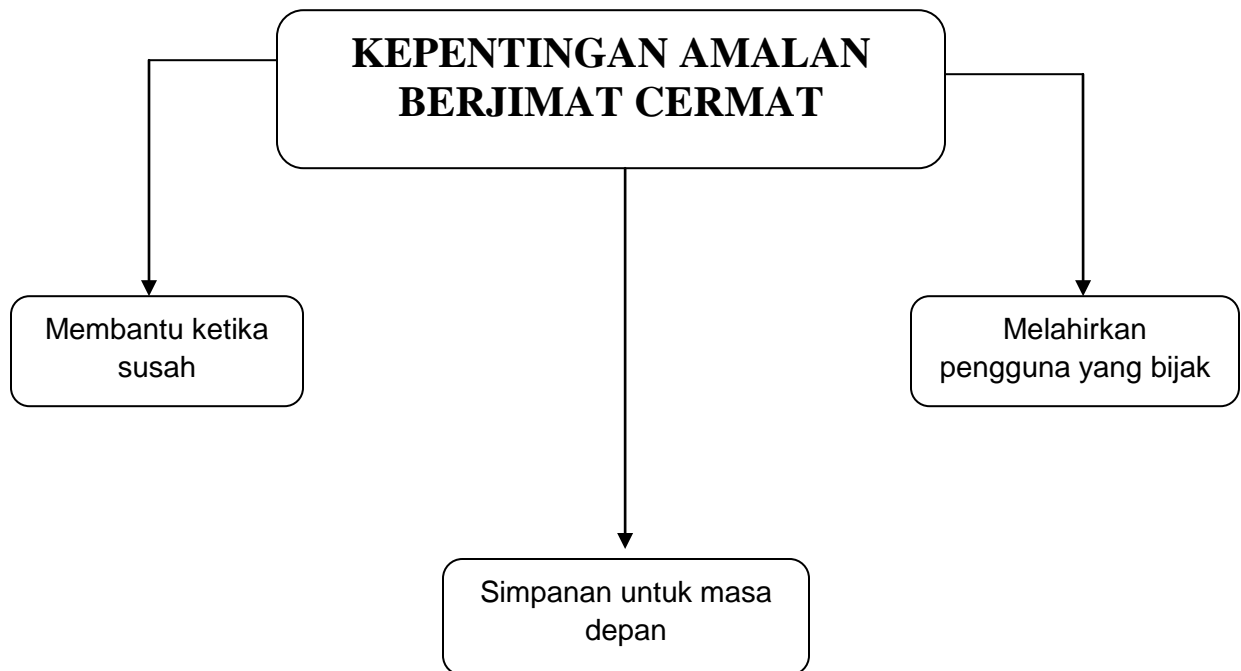 KEPENTINGAN AMALAN
BERJIMAT CERMAT
Membantu ketika
susah
Melahirkan
pengguna yang bijak
Simpanan untuk masa
depan